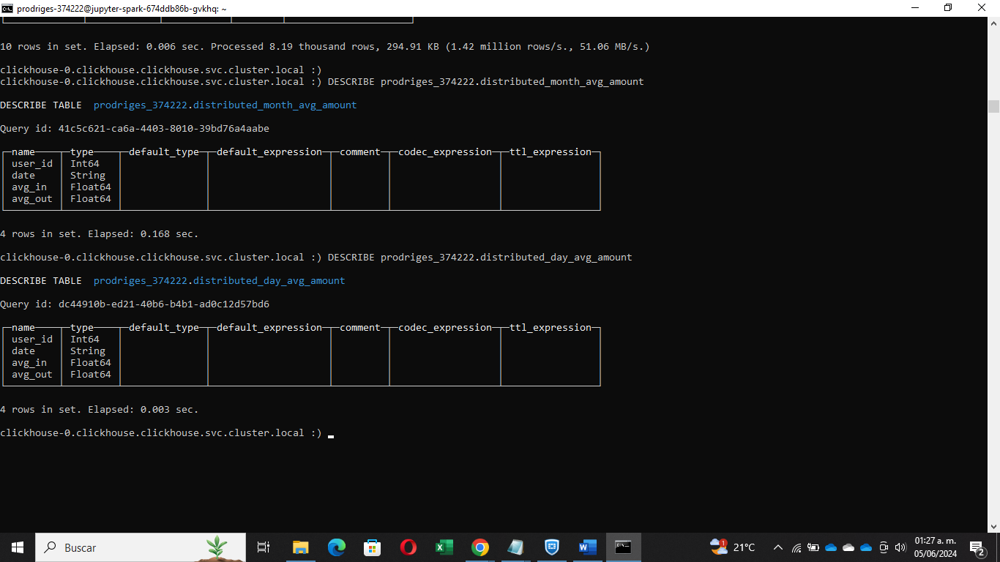 prodriges-374222@jupyter-spark-674ddb86b-gvkhq: ~
10 rows in set. Elapsed: 0.006 sec. Processed 8.19 thousand rows, 294.91 KB (1.42 million rows/s., 51.06 MB/s.)
clickhouse-0.clickhouse.clickhouse.svc.cluster.local :)
clickhouse-0.clickhouse.clickhouse.svc.cluster.local :) DESCRIBE prodriges_374222.distributed_month_avg_amount
DESCRIBE TABLE prodriges_374222.distributed_month_avg_amount
Query id: 41c5c621-ca6a-4403-8010-39bd76a4aabe
name type default_type default_expression comment codec_expression ttl_expression
user_id Int64
date String
avg_in Float64
avg_out Float64
4 rows in set. Elapsed: 0.168 sec.
clickhouse-0.clickhouse.clickhouse.svc.cluster.local :) DESCRIBE prodriges_374222.distributed_day_avg_amount
DESCRIBE TABLE prodriges_374222.distributed_day_avg_amount
Query id: dc44910b-ed21-40b6-b4b1-ad0c12d57bd6
name type default_type default_expression comment codec_expression ttl_expression
user_id Int64
date String
avg_in Float64
avg_out Float64
4 rows in set. Elapsed: 0.003 sec.
clickhouse-0.clickhouse.clickhouse.svc.cluster.local :)
Buscar
1
21°C
01:27 a. m.
05/06/2024
2